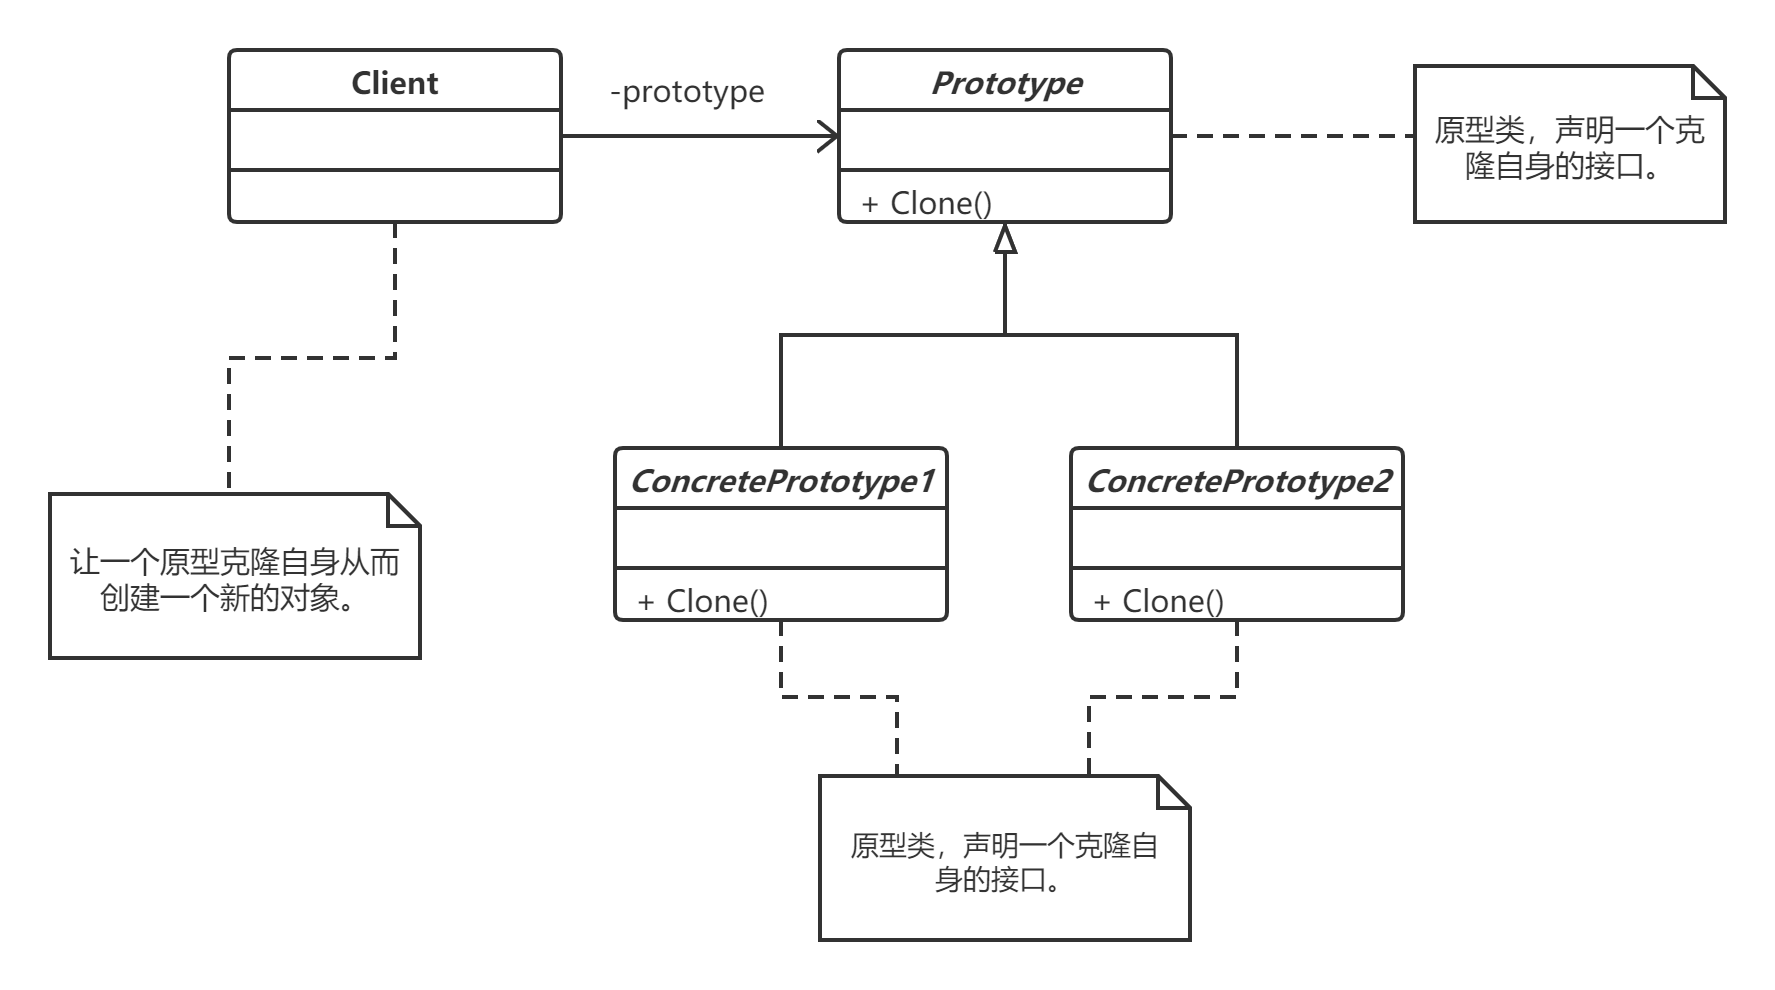 Client
-prototype
Prototype
+ Clone()
原型类，声明一个克
隆自身的接口。
ConcretePrototype1
+ Clone()
ConcretePrototype2
+ Clone()
让一个原型克隆自身从而
创建一个新的对象。
原型类，声明一个克隆自
身的接口。